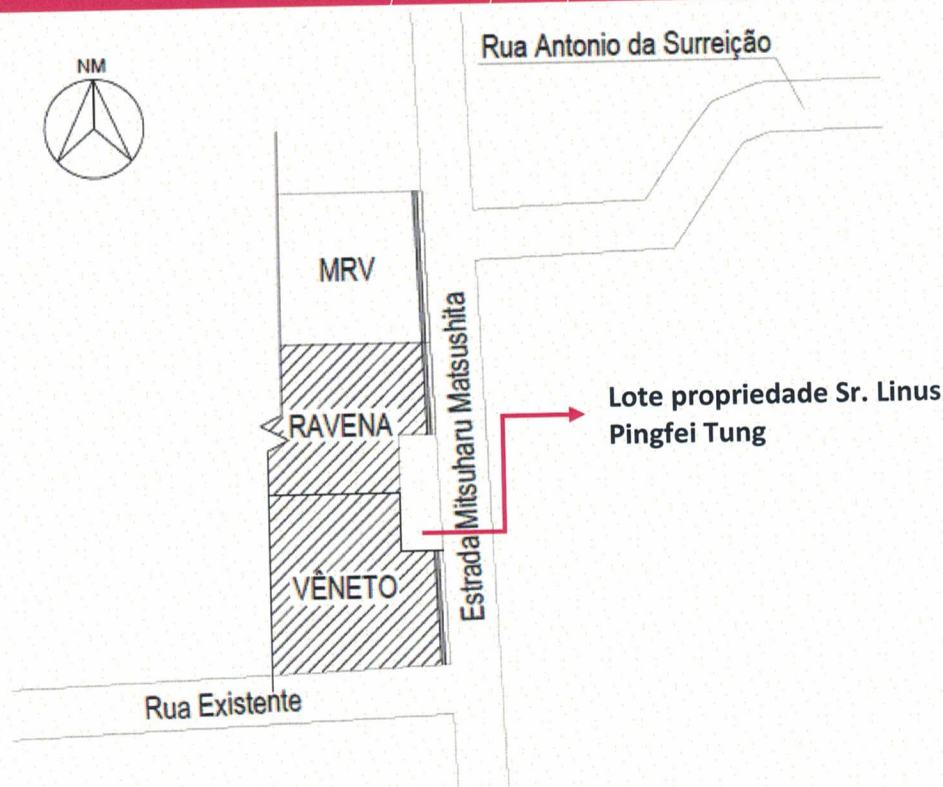 Rua Antonio da Surreição
NM
MRV
Estrada Mitsuharu Matsushita
RAVENA
Lote propriedade Sr. Linus
Pingfei Tung
VÊNETO
Rua Existente